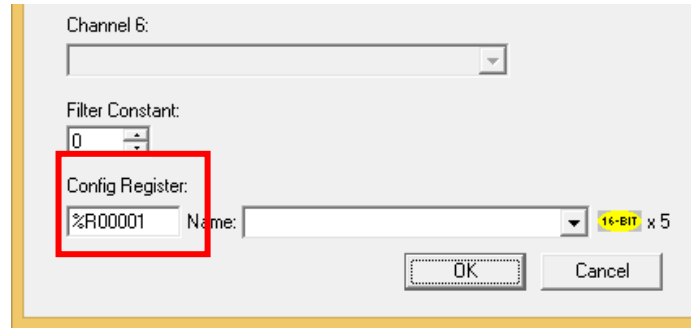 Channel 6:
Filter Constant:
0
Config Register:
%R00001 Name: 16-BIT x 5
OK Cancel